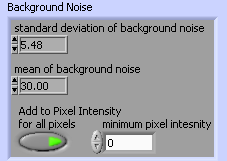 Background Noise
standard deviation of background noise
5.48
mean of background noise
30.00
Add to Pixel Intensity
for all pixels
minimum pixel intesnity
0